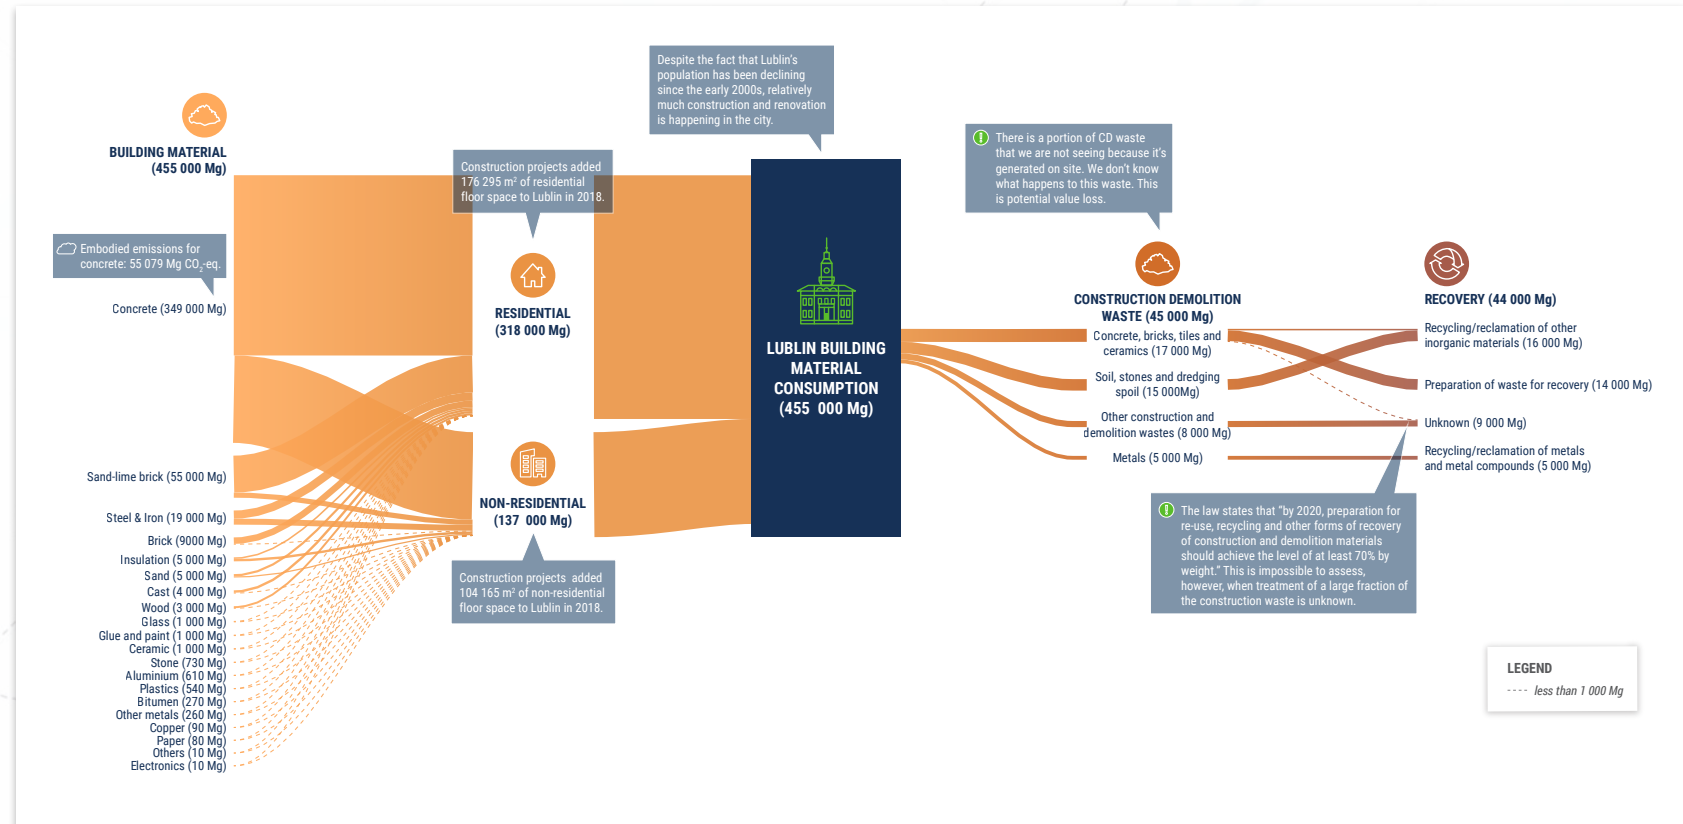 Despite the fact that Lublin's
population has been declining
since the early 2000s, relatively
much construction and renovation
is happening in the city.
BUILDING MATERIAL
(455 000 Mg)
Embodied emissions for
concrete: 55 079 Mg CO2-eq.
Concrete (349 000 Mg)
Sand-lime brick (55 000 Mg)
Steel & Iron (19 000 Mg)
Brick (9000 Mg)
Insulation (5 000 Mg)
Sand (5 000 Mg)
Cast (4 000 Mg)
Wood (3 000 Mg)
Glass (1 000 Mg)
Glue and paint (1 000 Mg)
Ceramic (1 000 Mg)
Stone (730 Mg)
Aluminium (610 Mg)
Plastics (540 Mg)
Bitumen (270 Mg)
Other metals (260 Mg)
Copper (90 Mg)
Paper (80 Mg)
Others (10 Mg)
Electronics (10 Mg)
Construction projects added
176 295 m² of residential
floor space to Lublin in 2018.
RESIDENTIAL
(318 000 Mg)
NON-RESIDENTIAL
(137 000 Mg)
Construction projects added
104 165 m² of non-residential
floor space to Lublin in 2018.
LUBLIN BUILDING
MATERIAL
CONSUMPTION
(455 000 Mg)
There is a portion of CD waste
that we are not seeing because it's
generated on site. We don't know
what happens to this waste. This
is potential value loss.
CONSTRUCTION DEMOLITION
WASTE (45 000 Mg)
Concrete, bricks, tiles and
ceramics (17 000 Mg)
Soil, stones and dredging
spoil (15 000Mg)
Other construction and
demolition wastes (8 000 Mg)
Metals (5 000 Mg)
RECOVERY (44 000 Mg)
Recycling/reclamation of other
inorganic materials (16 000 Mg)
Preparation of waste for recovery (14 000 Mg)
Unknown (9 000 Mg)
Recycling/reclamation of metals
and metal compounds (5 000 Mg)
The law states that "by 2020, preparation for
re-use, recycling and other forms of recovery
of construction and demolition materials
should achieve the level of at least 70% by
weight." This is impossible to assess,
however, when treatment of a large fraction of
the construction waste is unknown.
LEGEND
less than 1 000 Mg